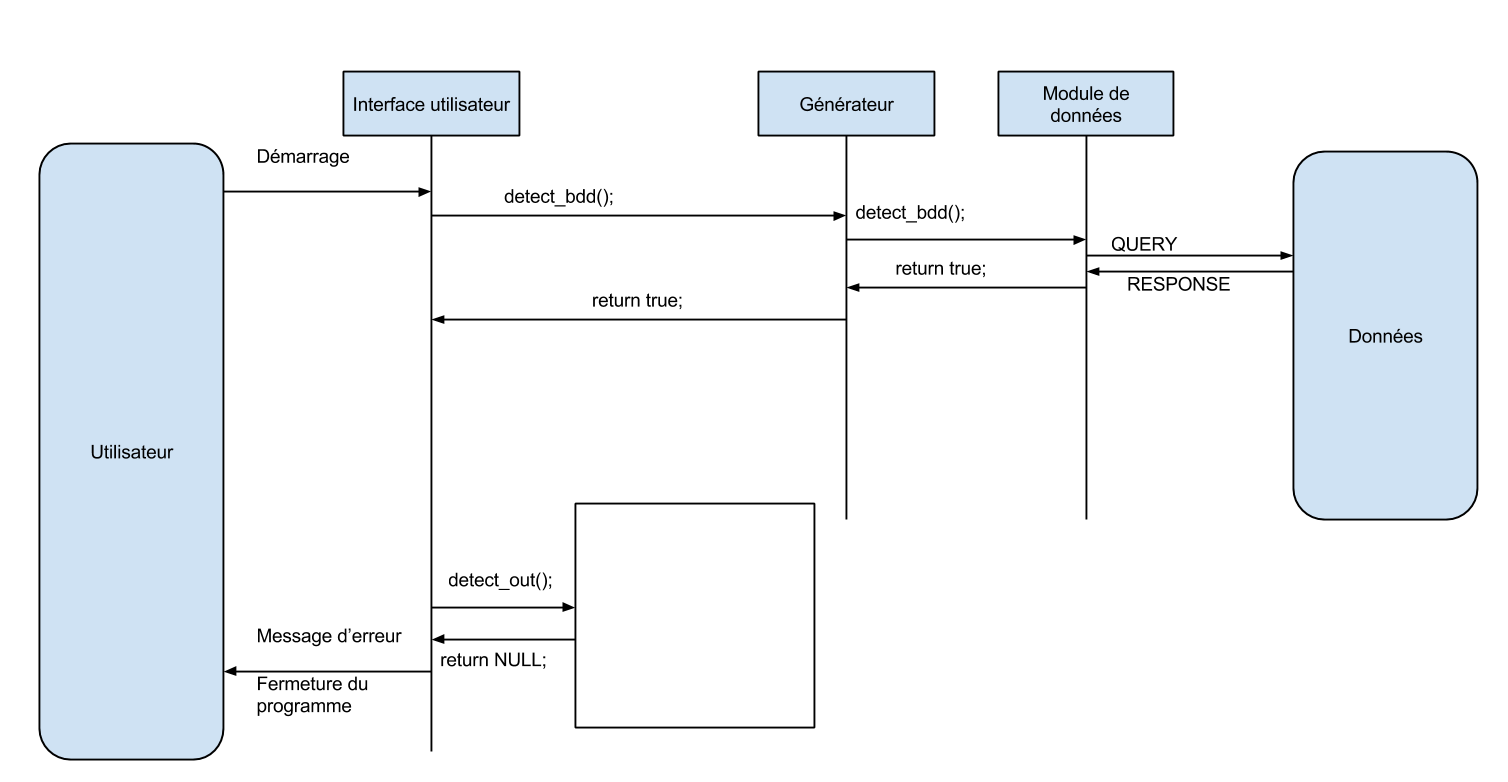 Interface utilisateur
Générateur
Module de
données
Démarrage
detect_bdd();
detect_bdd();
QUERY
return true;
RESPONSE
return true;
Données
Utilisateur
detect_out();
Message d’erreur
return NULL;
Fermeture du
programme